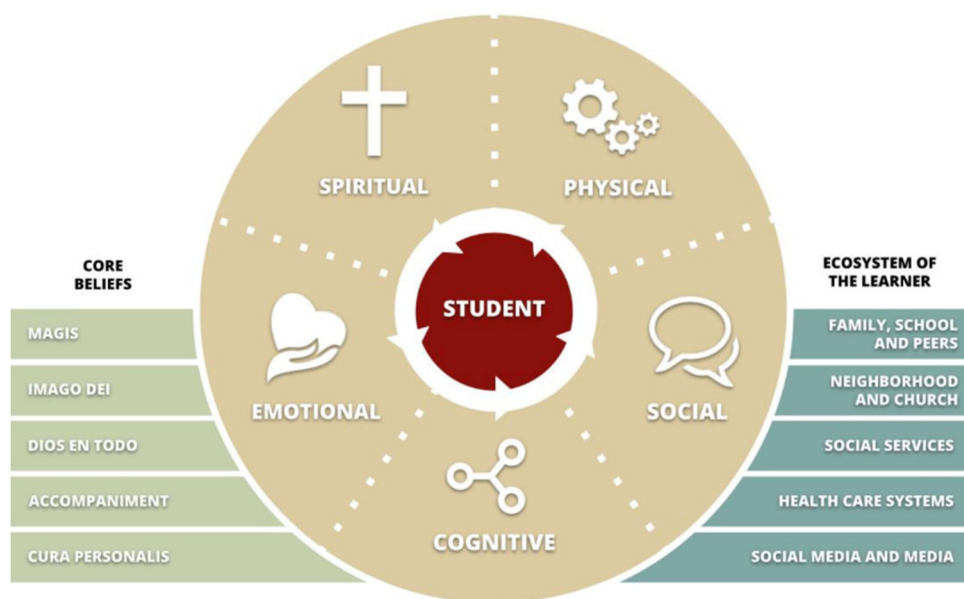 SPIRITUAL
PHYSICAL
STUDENT
EMOTIONAL
SOCIAL
COGNITIVE
CORE
BELIEFS
MAGIS
IMAGO DEI
DIOS EN TODO
ACCOMPANIMENT
CURA PERSONALIS
ECOSYSTEM OF
THE LEARNER
FAMILY, SCHOOL
AND PEERS
NEIGHBORHOOD
AND CHURCH
SOCIAL SERVICES
HEALTH CARE SYSTEMS
SOCIAL MEDIA AND MEDIA